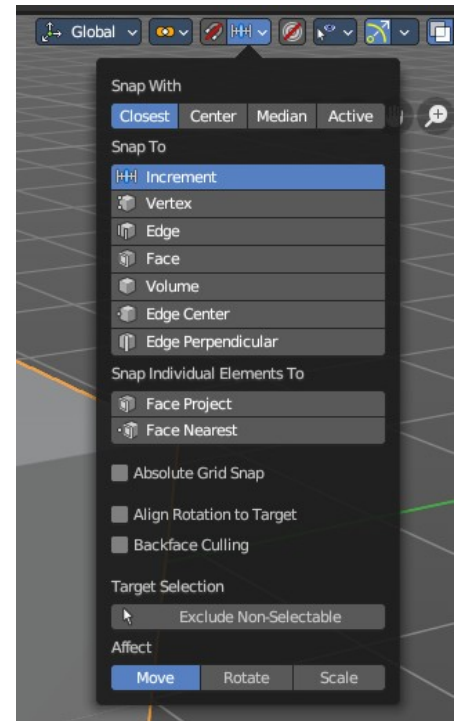 Global
Snap With
Closest Center Median Active
Snap To
Increment
Vertex
Edge
Face
Volume
Edge Center
Edge Perpendicular
Snap Individual Elements To
Face Project
Face Nearest
Absolute Grid Snap
Align Rotation to Target
Backface Culling
Target Selection
Exclude Non-Selectable
Affect
Move Rotate Scale